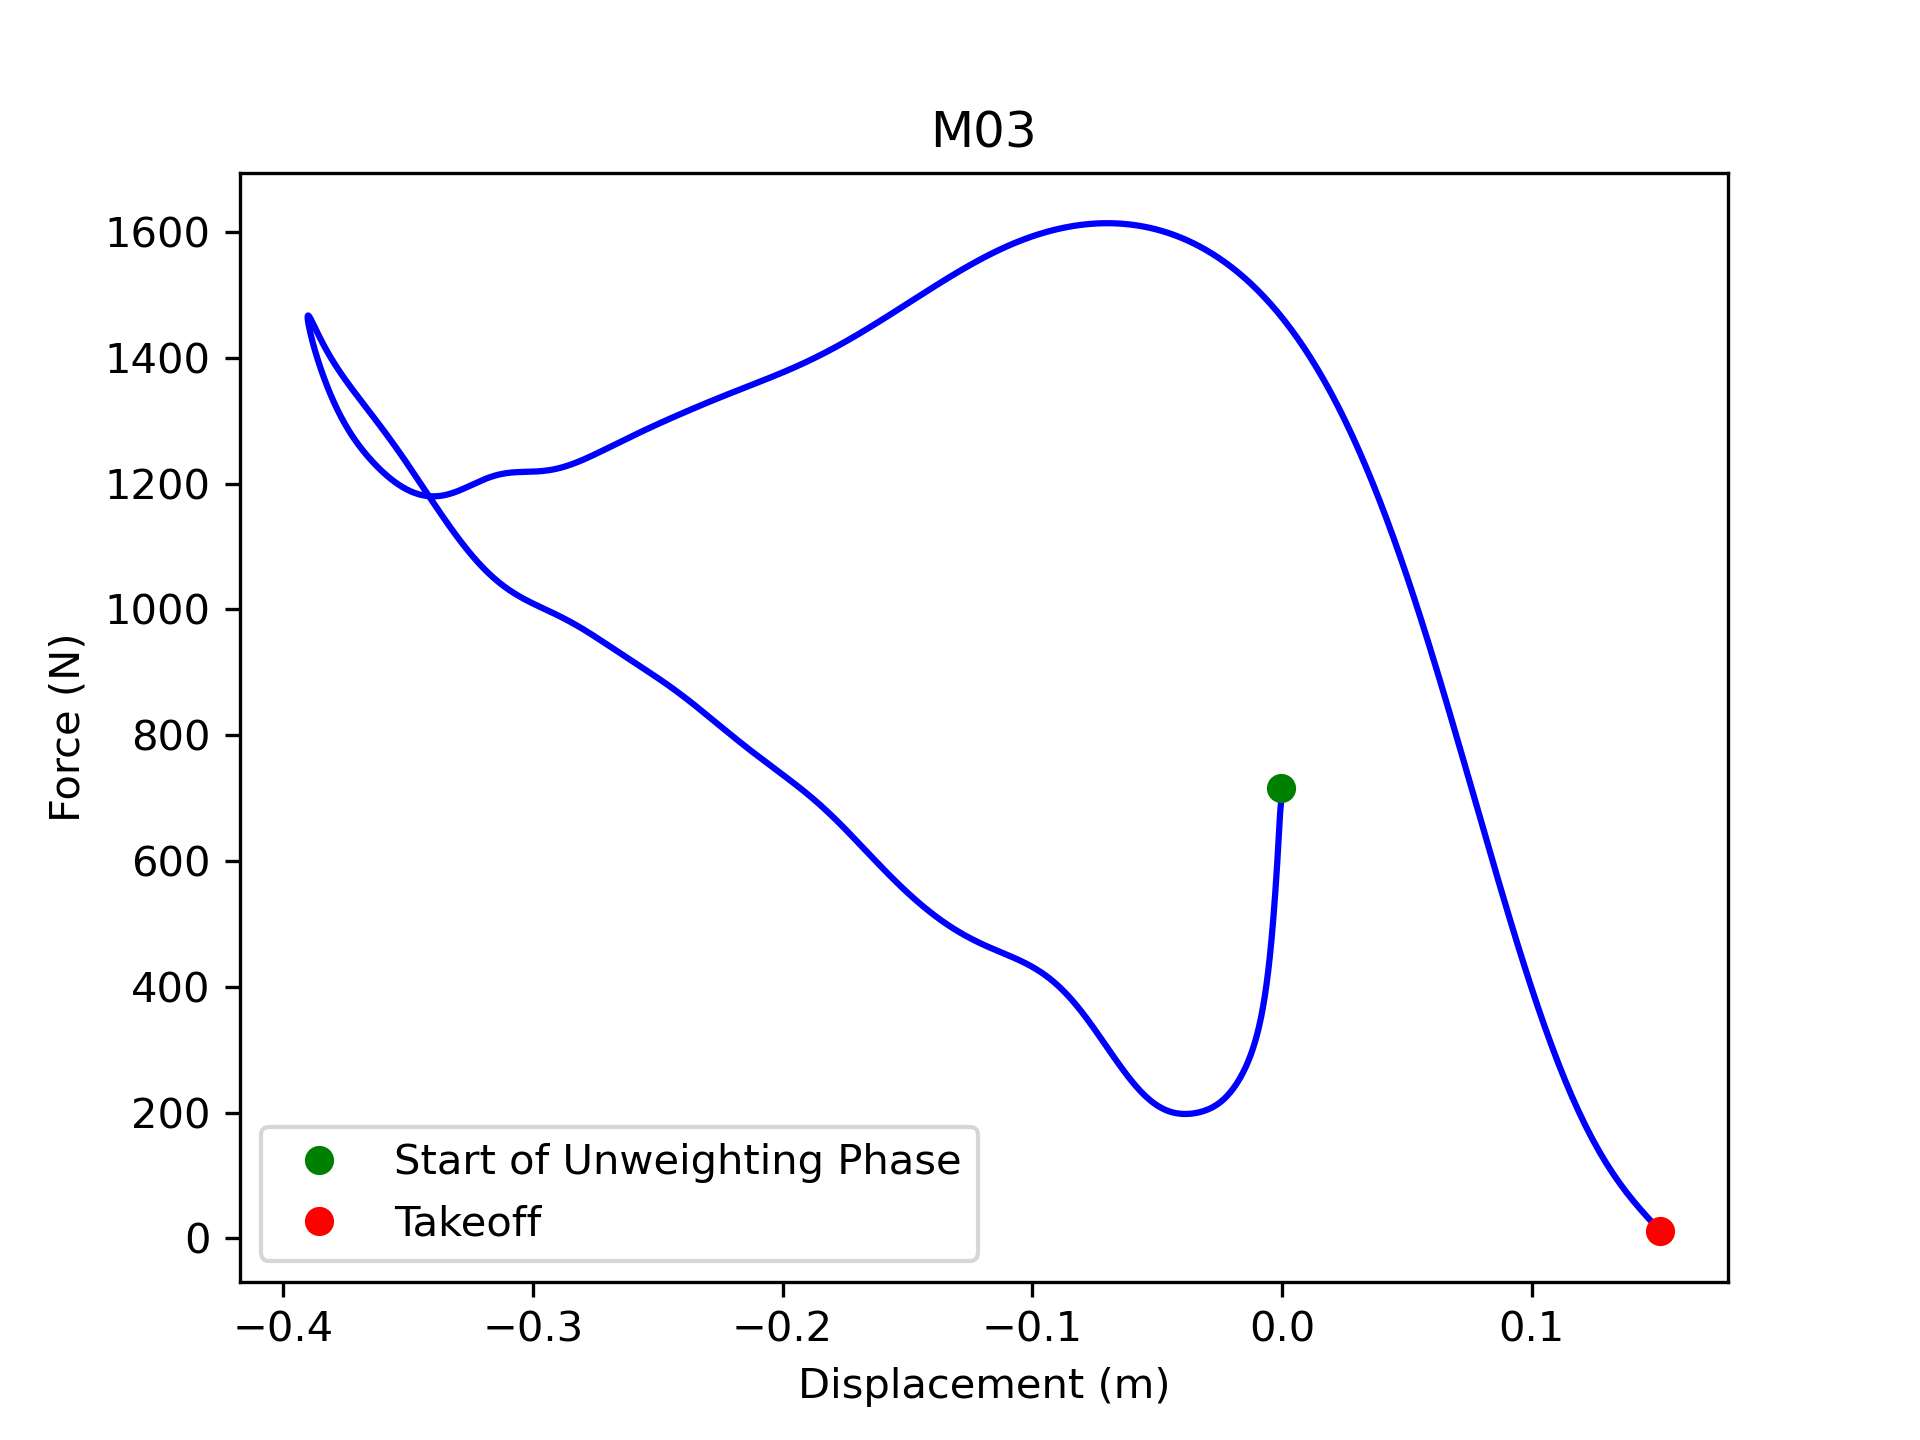 M03
Force (N)
1600
1400
1200
1000
800
600
400
200
0
Start of Unweighting Phase
Takeoff
−0.4 −0.3 −0.2 −0.1 0.0 0.1
Displacement (m)